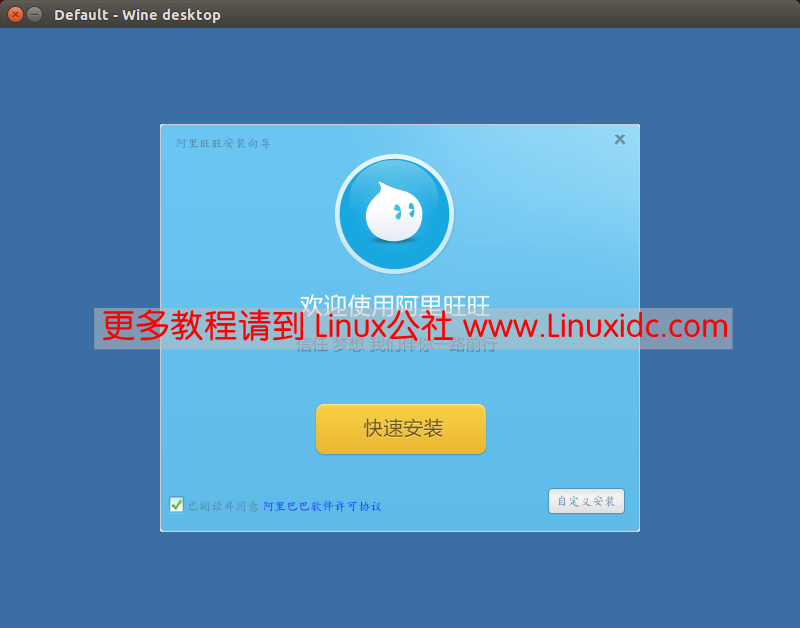 Default - Wine desktop
阿里旺旺安装向导
欢迎使用阿里旺旺
更多教程请到 Linux公社 www.Linuxidc.com
信任 梦想 我们伴你一路前行
快速安装
已阅读并同意 阿里巴巴软件许可协议
自定义安装